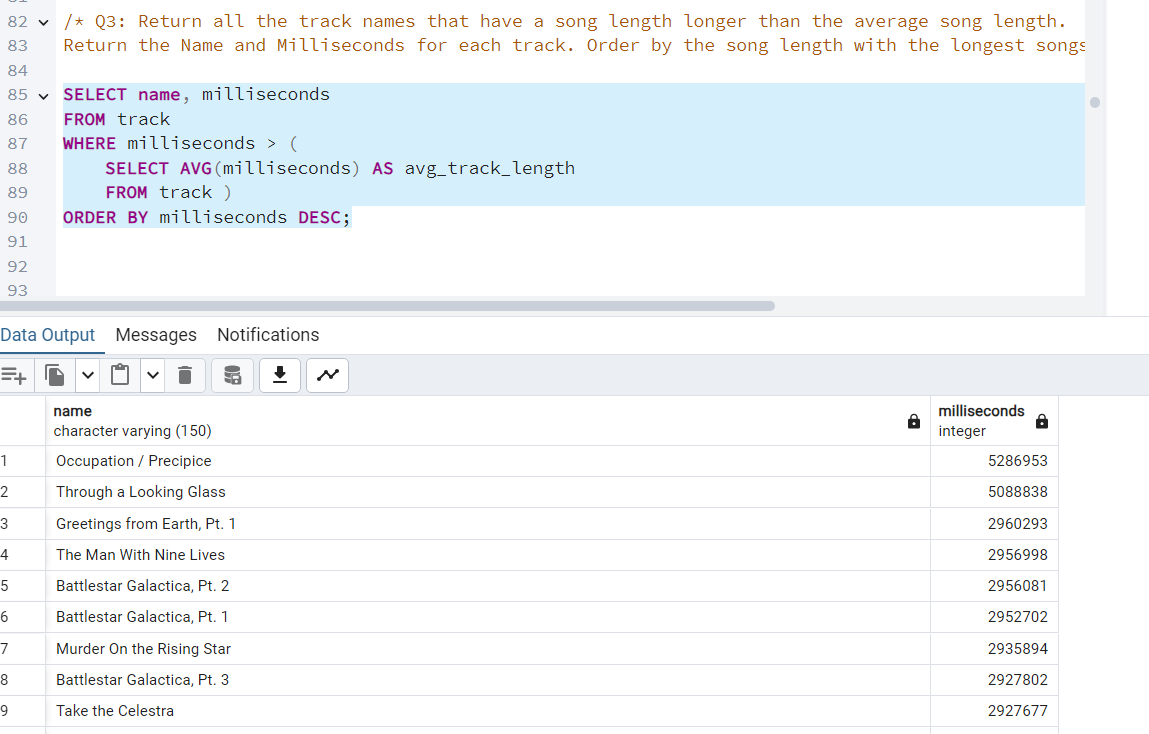 82 /* Q3: Return all the track names that have a song length longer than the average song length.
83 Return the Name and Milliseconds for each track. Order by the song length with the longest songs
84
85 SELECT name, milliseconds
86 FROM track
87 WHERE milliseconds > (
88 SELECT AVG(milliseconds) AS avg_track_length
89 FROM track )
90 ORDER BY milliseconds DESC;
91
92
93
Data Output Messages Notifications
name milliseconds
character varying (150) integer
1 Occupation / Precipice 5286953
2 Through a Looking Glass 5088838
3 Greetings from Earth, Pt. 1 2960293
4 The Man With Nine Lives 2956998
5 Battlestar Galactica, Pt. 2 2956081
6 Battlestar Galactica, Pt. 1 2952702
7 Murder On the Rising Star 2935894
8 Battlestar Galactica, Pt. 3 2927802
9 Take the Celestra 2927677